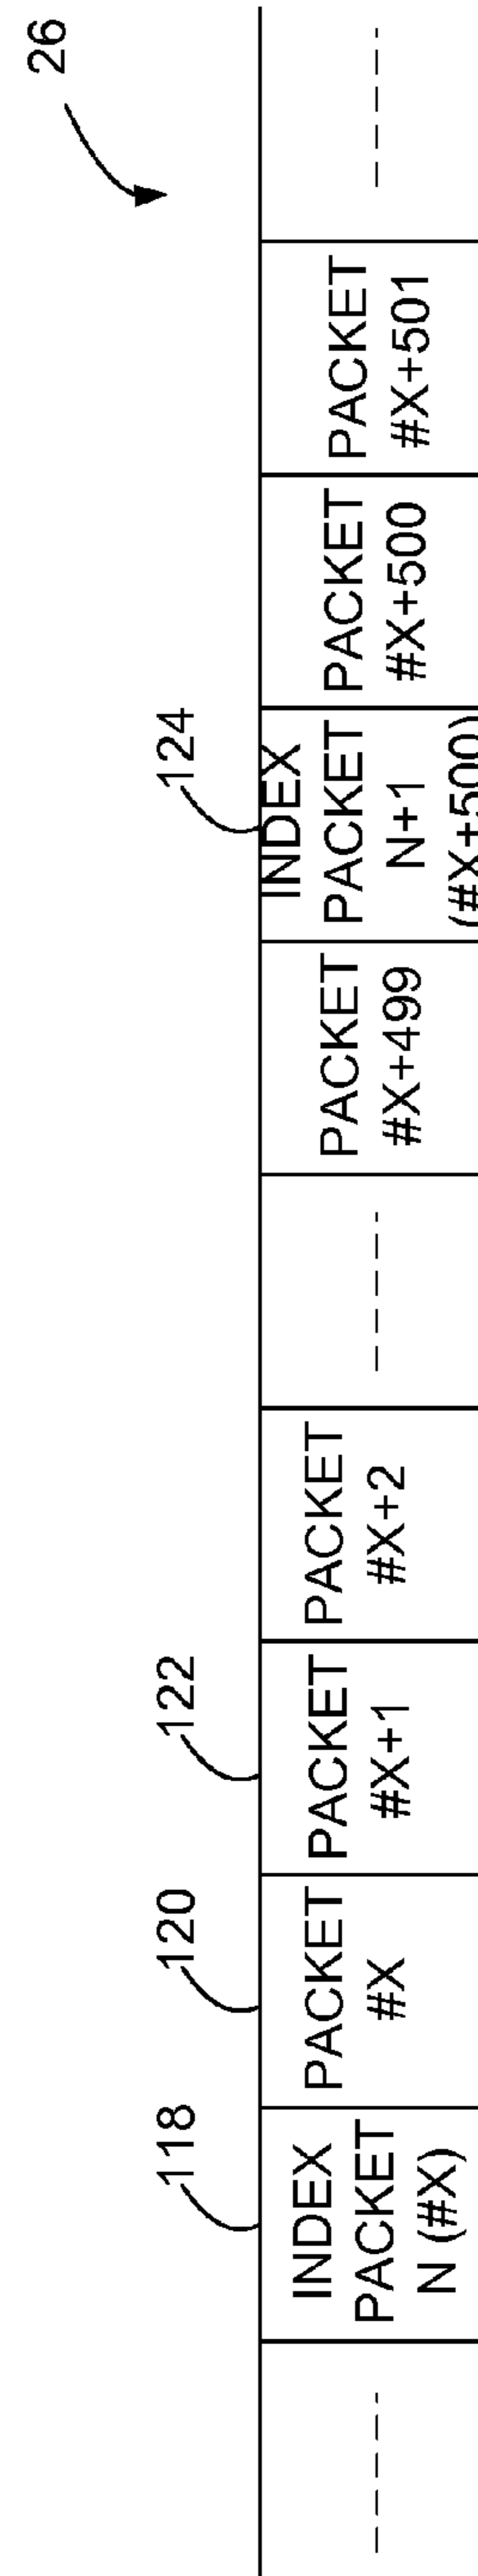 26
118
120
122
124
INDEX
PACKET
N (#X)
PACKET
#X
PACKET
#X+1
PACKET
#X+2
PACKET
#X+499
INDEX
PACKET
N+1
(#X+500)
PACKET
#X+500
PACKET
#X+501